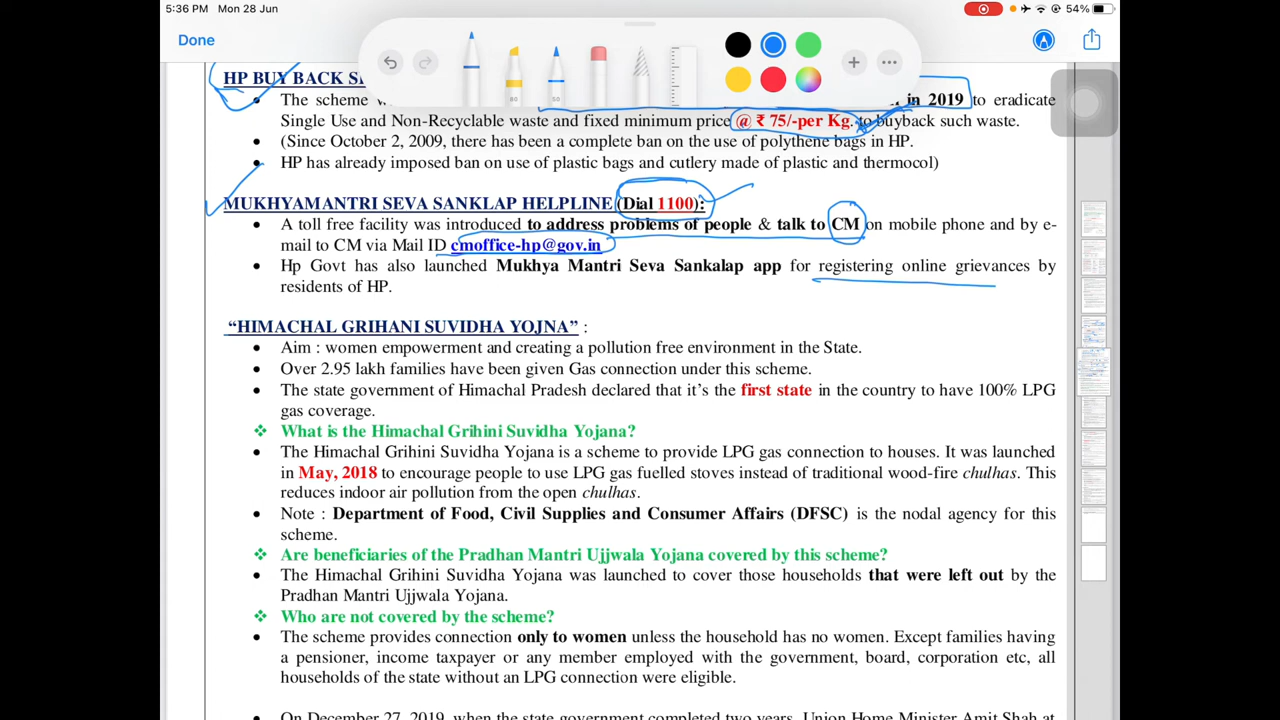 5:36 PM Mon 28 Jun
54%
Done
80
50
HP BUY BACK S
The scheme w in 2019 to eradicate
Single Use and Non-Recyclable waste and fixed minimum price @ ₹ 75/-per Kg. to buyback such waste.
(Since October 2, 2009, there has been a complete ban on the use of polythene bags in HP.
HP has already imposed ban on use of plastic bags and cutlery made of plastic and thermocol)
MUKHYAMANTRI SEVA SANKLAP HELPLINE (Dial 1100):
A toll free facility was introduced to address problems of people & talk to CM on mobile phone and by e-
mail to CM via Mail ID cmoffice-hp@gov.in
Hp Govt has also launched Mukhya Mantri Seva Sankalap app for registering online grievances by
residents of HP.
“HIMACHAL GRIHINI SUVIDHA YOJNA” :
Aim: women empowerment and creating a pollution free environment in the State.
Over 2.95 lakh families have been given Gas connection under this scheme.
The state government of Himachal Pradesh declared it it’s the first state in the country to have 100% LPG
gas coverage.
❖ What is the Himachal Grihini Suvidha Yojana?
The Himachal Grihini Suvidha Yojana is a scheme to provide LPG gas connection to houses. It was launched
in May, 2018 to encourage people to use LPG gas fuelled stoves instead of traditional wood-fire chulhas. This
reduces indoor air pollution from the open chulhas.
Note : Department of Food, Civil Supplies and Consumer Affairs (DFSC) is the nodal agency for this
scheme.
❖ Are beneficiaries of the Pradhan Mantri Ujjwala Yojana covered by this scheme?
The Himachal Grihini Suvidha Yojana was launched to cover those households that were left out by the
Pradhan Mantri Ujjwala Yojana.
❖ Who are not covered by the scheme?
The scheme provides connection only to women unless the household has no women. Except families having
a pensioner, income taxpayer or any member employed with the government, board, corporation etc, all
households of the state without an LPG connection were eligible.
On December 27, 2019, when the state government completed two years, Union Home Minister Amit Shah at